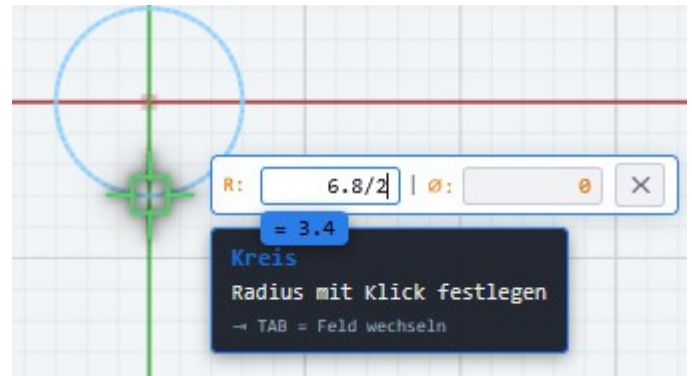 R: 6.8/2 | Ø: 0 ✕
= 3.4
Kreis
Radius mit Klick festlegen
→ TAB = Feld wechseln